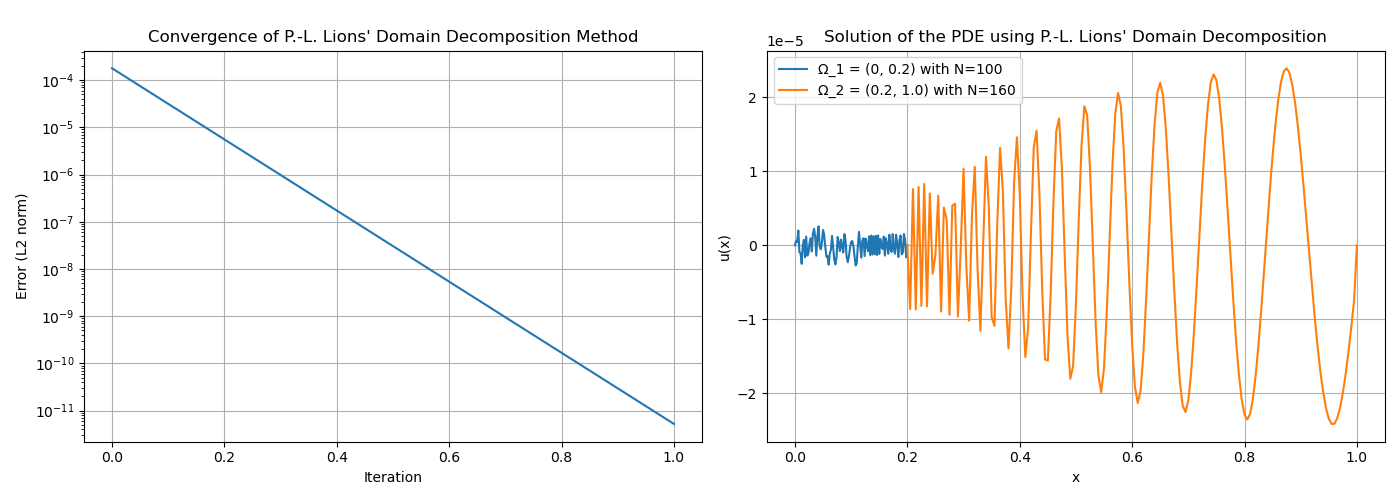 Convergence of P.-L. Lions' Domain Decomposition Method
Error (L2 norm)
10⁻⁴
10⁻⁵
10⁻⁶
10⁻⁷
10⁻⁸
10⁻⁹
10⁻¹⁰
10⁻¹¹
0.0 0.2 0.4 0.6 0.8 1.0
Iteration
Solution of the PDE using P.-L. Lions' Domain Decomposition
1e−5
Ω_1 = (0, 0.2) with N=100
Ω_2 = (0.2, 1.0) with N=160
u(x)
2
1
0
−1
−2
0.0 0.2 0.4 0.6 0.8 1.0
x